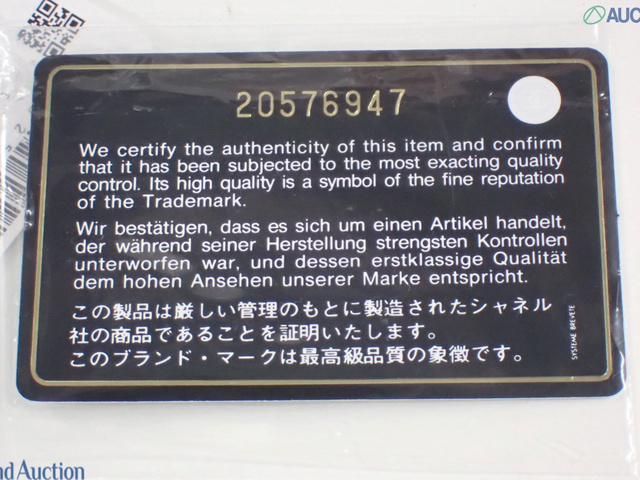 AUC
20576947
We certify the authenticity of this item and confirm
that it has been subjected to the most exacting quality
control. Its high quality is a symbol of the fine reputation
of the Trademark.
Wir bestätigen, dass es sich um einen Artikel handelt,
der während seiner Herstellung strengsten Kontrollen
unterworfen war, und dessen erstklassige Qualität
dem hohen Ansehen unserer Marke entspricht.
この製品は厳しい管理のもとに製造されたシャネル
社の商品であることを証明いたします。
このブランド・マークは最高級品質の象徴です。
SYSTEME BREVETE
nd Auction